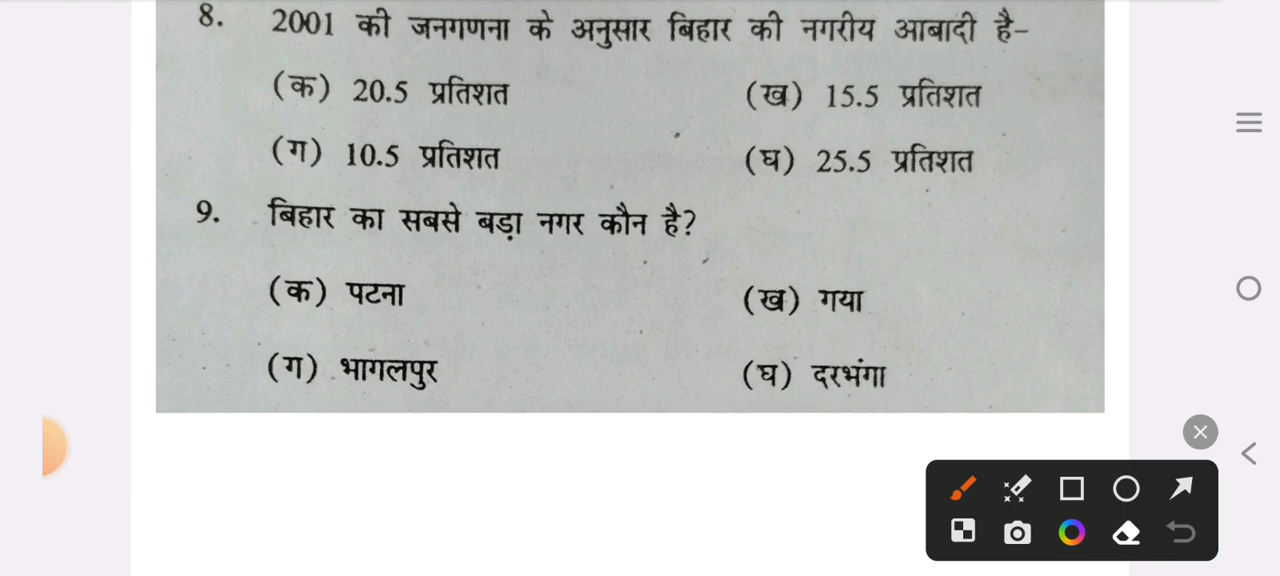 8. 2001 की जनगणना के अनुसार बिहार की नगरीय आबादी है-
(क) 20.5 प्रतिशत (ख) 15.5 प्रतिशत
(ग) 10.5 प्रतिशत (घ) 25.5 प्रतिशत
9. बिहार का सबसे बड़ा नगर कौन है?
(क) पटना (ख) गया
(ग) भागलपुर (घ) दरभंगा